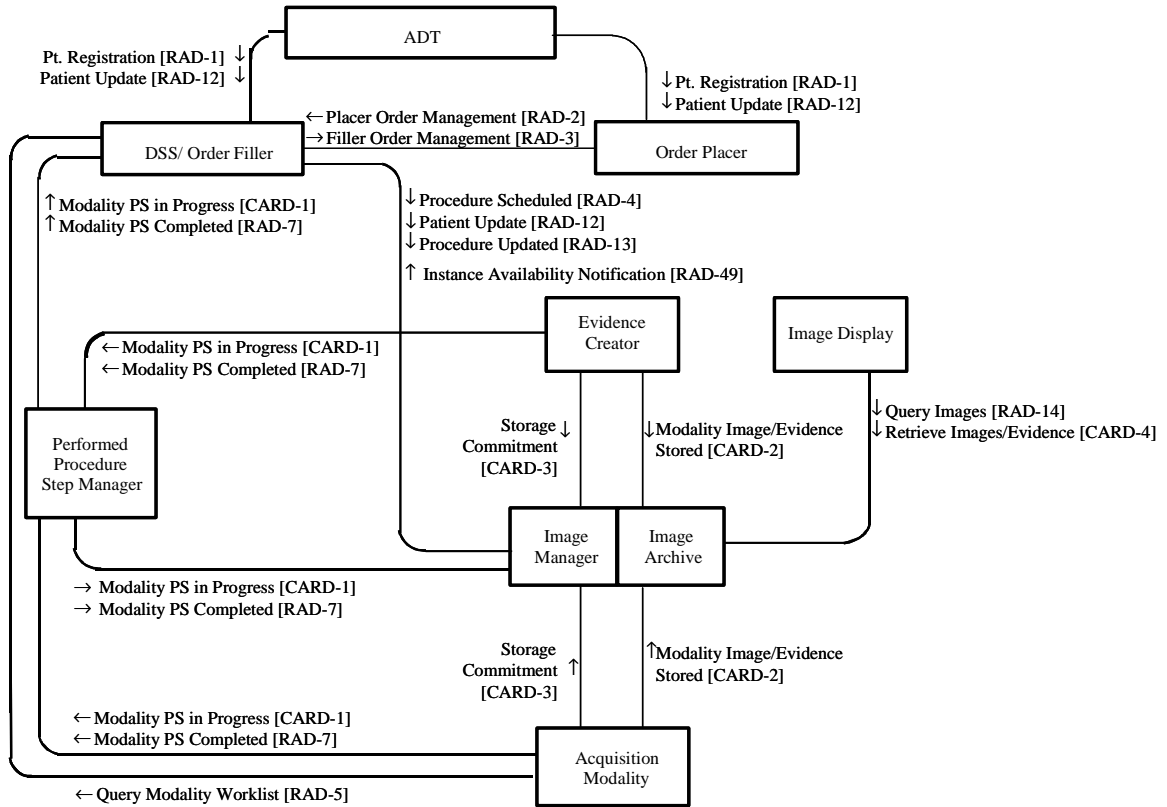 ADT
Pt. Registration [RAD-1] ↓
Patient Update [RAD-12] ↓
↓Pt. Registration [RAD-1]
↓Patient Update [RAD-12]
←Placer Order Management [RAD-2]
→Filler Order Management [RAD-3]
DSS/ Order Filler
Order Placer
↑Modality PS in Progress [CARD-1]
↑Modality PS Completed [RAD-7]
↓Procedure Scheduled [RAD-4]
↓Patient Update [RAD-12]
↓Procedure Updated [RAD-13]
↑ Instance Availability Notification [RAD-49]
Evidence
Creator
Image Display
←Modality PS in Progress [CARD-1]
←Modality PS Completed [RAD-7]
↓Query Images [RAD-14]
↓Retrieve Images/Evidence [CARD-4]
Storage
Commitment ↓
[CARD-3]
↓Modality Image/Evidence
Stored [CARD-2]
Performed
Procedure
Step Manager
Image
Manager
Image
Archive
→ Modality PS in Progress [CARD-1]
→ Modality PS Completed [RAD-7]
Storage
Commitment ↑
[CARD-3]
↑Modality Image/Evidence
Stored [CARD-2]
←Modality PS in Progress [CARD-1]
←Modality PS Completed [RAD-7]
Acquisition
Modality
←Query Modality Worklist [RAD-5]